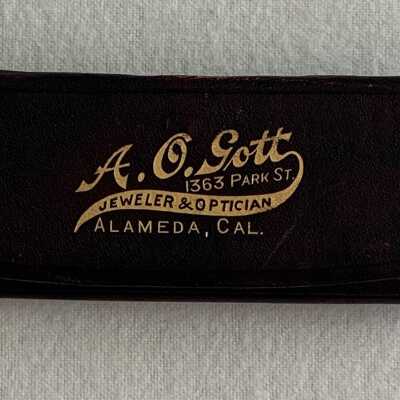 A. O. Gott
1363 PARK ST.
JEWELER & OPTICIAN
ALAMEDA, CAL.